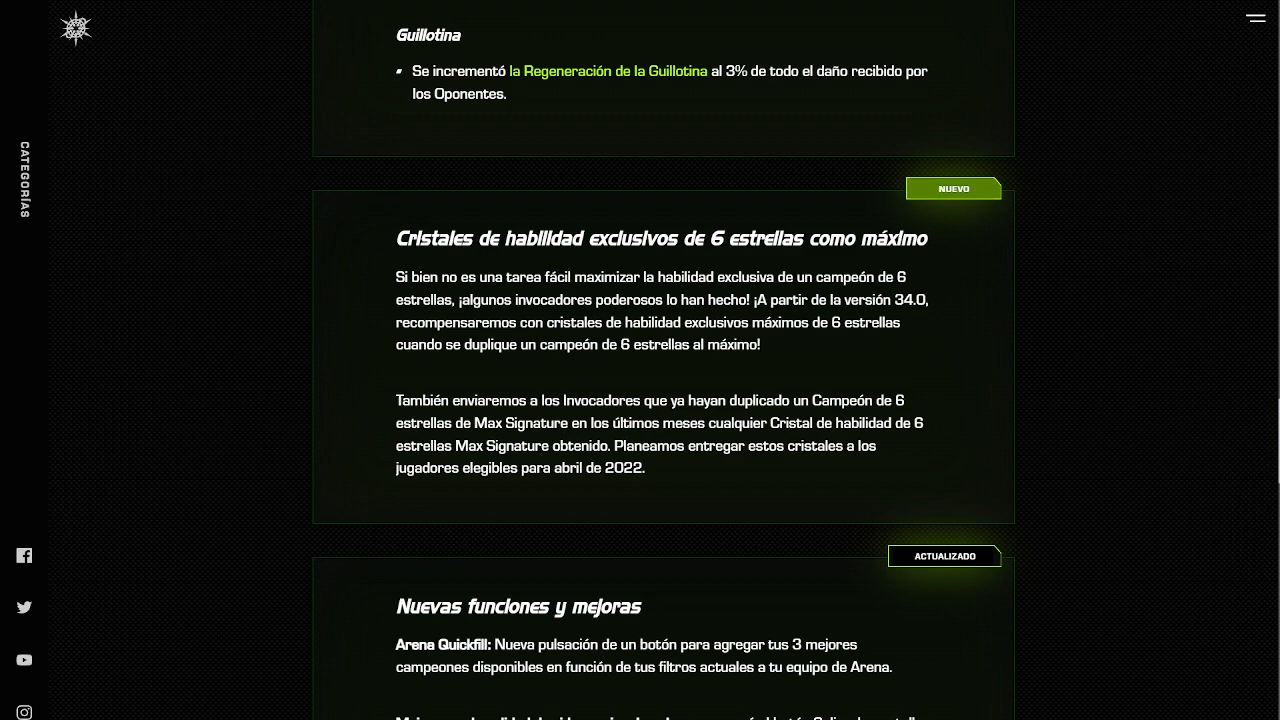 Guillotina
Se incrementó la Regeneración de la Guillotina al 3% de todo el daño recibido por
los Oponentes.
CATEGORÍAS
NUEVO
Cristales de habilidad exclusivos de 6 estrellas como máximo
Si bien no es una tarea fácil maximizar la habilidad exclusiva de un campeón de 6
estrellas, ¡algunos invocadores poderosos lo han hecho! ¡A partir de la versión 34.0,
recompensaremos con cristales de habilidad exclusivos máximos de 6 estrellas
cuando se duplique un campeón de 6 estrellas al máximo!
También enviaremos a los Invocadores que ya hayan duplicado un Campeón de 6
estrellas de Max Signature en los últimos meses cualquier Cristal de habilidad de 6
estrellas Max Signature obtenido. Planeamos entregar estos cristales a los
jugadores elegibles para abril de 2022.
ACTUALIZADO
Nuevas funciones y mejoras
Arena Quickfill: Nueva pulsación de un botón para agregar tus 3 mejores
campeones disponibles en función de tus filtros actuales a tu equipo de Arena.